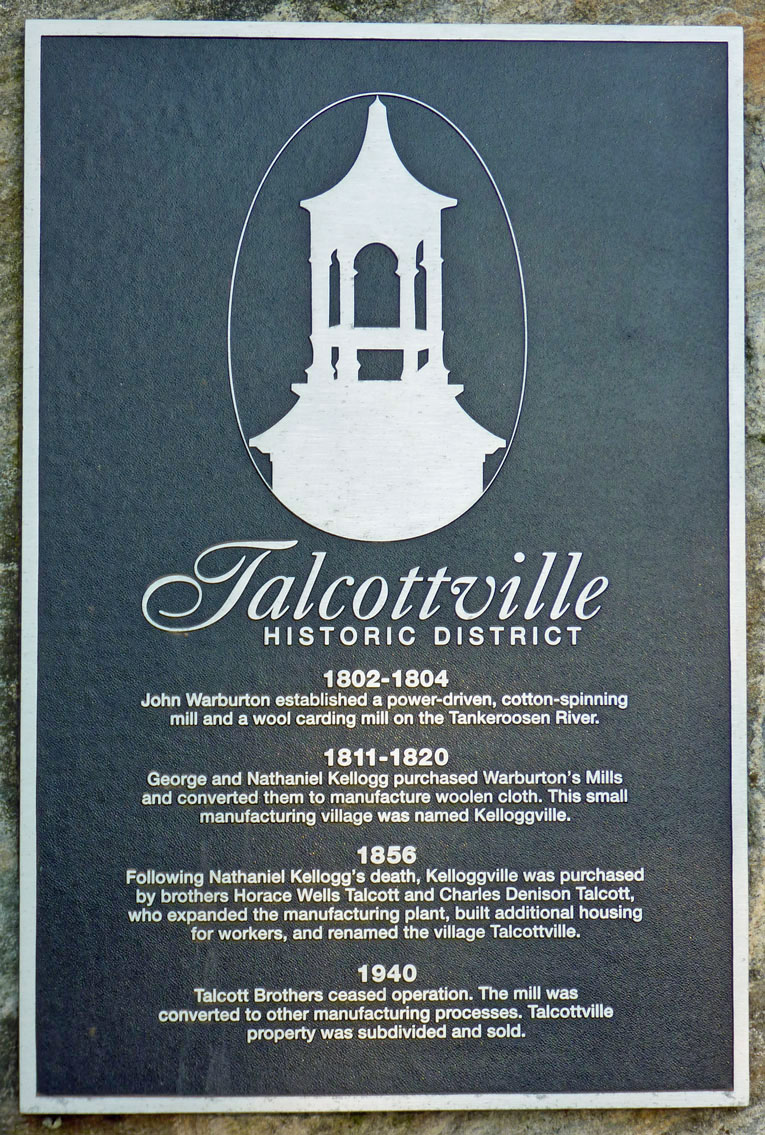 Talcottville
HISTORIC DISTRICT
1802-1804
John Warburton established a power-driven, cotton-spinning
mill and a wool carding mill on the Tankeroosen River.
1811-1820
George and Nathaniel Kellogg purchased Warburton's Mills
and converted them to manufacture woolen cloth. This small
manufacturing village was named Kelloggville.
1856
Following Nathaniel Kellogg's death, Kelloggville was purchased
by brothers Horace Wells Talcott and Charles Denison Talcott,
who expanded the manufacturing plant, built additional housing
for workers, and renamed the village Talcottville.
1940
Talcott Brothers ceased operation. The mill was
converted to other manufacturing processes. Talcottville
property was subdivided and sold.